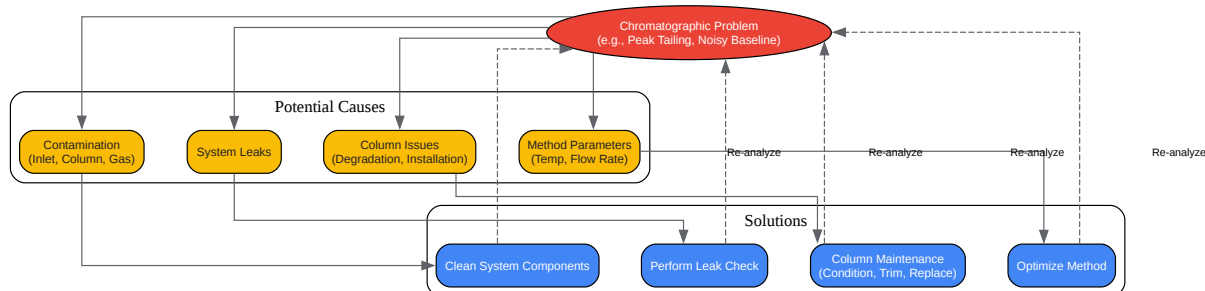 Chromatographic Problem
(e.g., Peak Tailing, Noisy Baseline)
Potential Causes
Contamination
(Inlet, Column, Gas)
System Leaks
Column Issues
(Degradation, Installation)
Method Parameters
(Temp, Flow Rate)
Re-analyze
Re-analyze
Re-analyze
Re-analyze
Solutions
Clean System Components
Perform Leak Check
Column Maintenance
(Condition, Trim, Replace)
Optimize Method